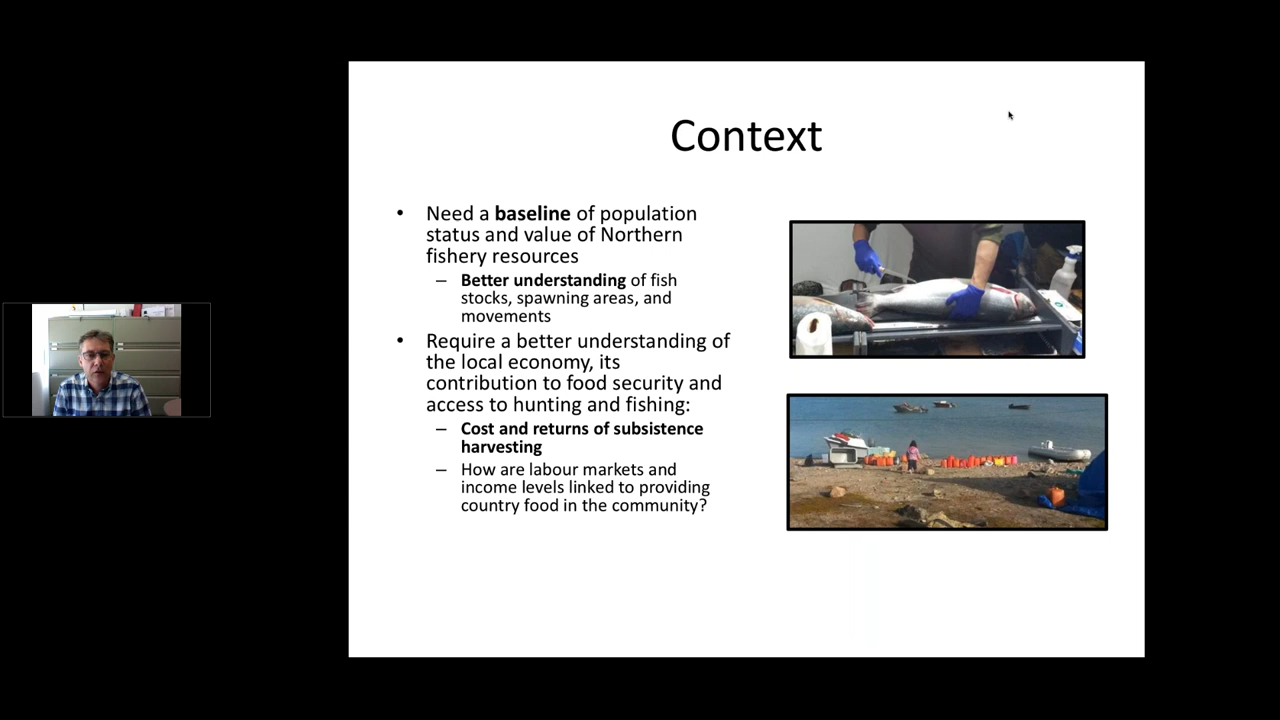 Context
• Need a baseline of population
status and value of Northern
fishery resources
– Better understanding of fish
stocks, spawning areas, and
movements
• Require a better understanding of
the local economy, its
contribution to food security and
access to hunting and fishing:
– Cost and returns of subsistence
harvesting
– How are labour markets and
income levels linked to providing
country food in the community?